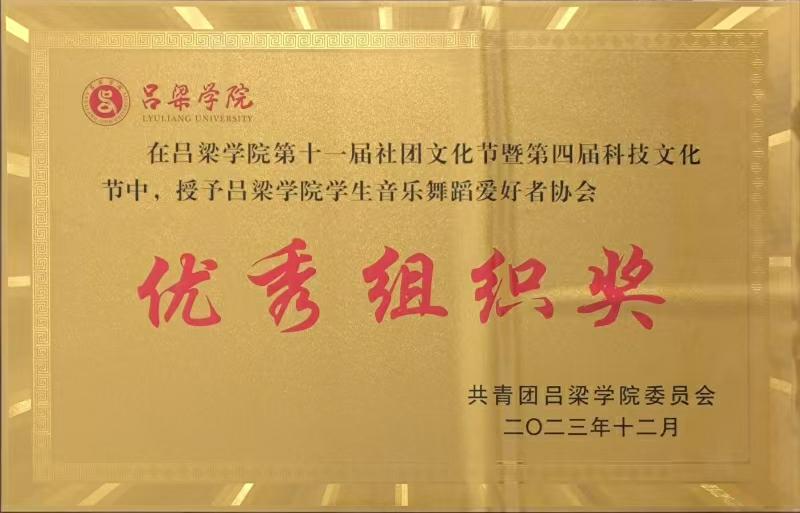 吕梁学院
LYULIANG UNIVERSITY
在吕梁学院第十一届社团文化节暨第四届科技文化
节中，授予吕梁学院学生音乐舞蹈爱好者协会
优秀组织奖
共青团吕梁学院委员会
二〇二三年十二月